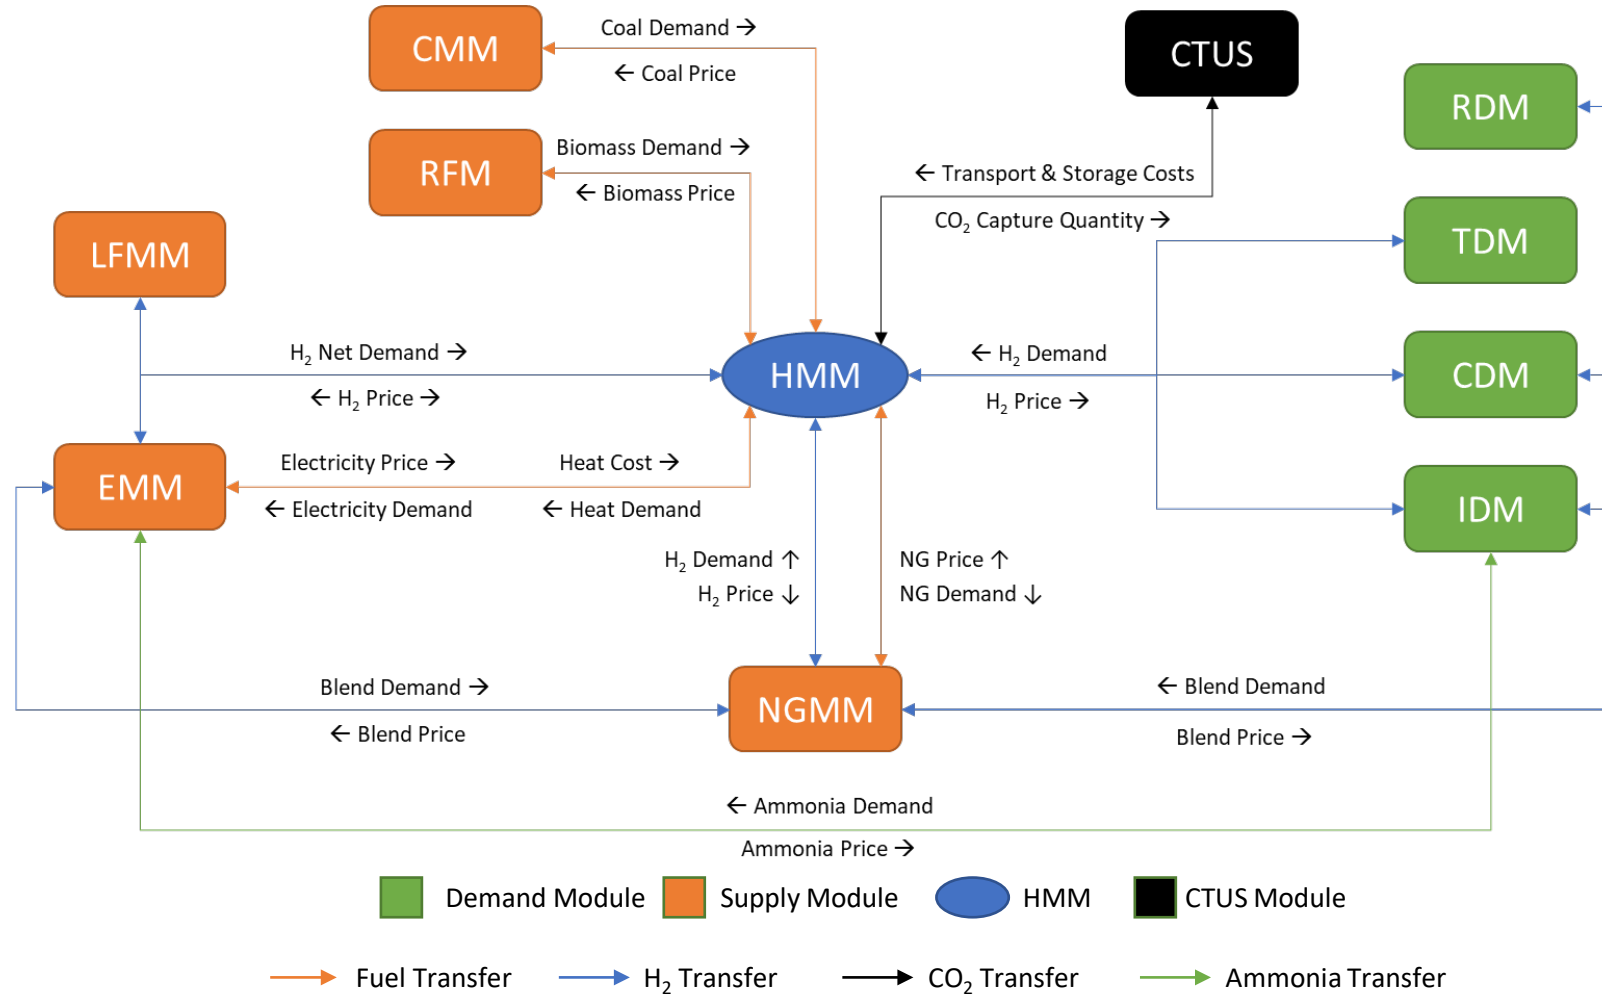 Coal Demand →
CMM
← Coal Price
CTUS
RDM
Biomass Demand →
RFM
← Biomass Price
← Transport & Storage Costs
CO₂ Capture Quantity →
LFMM
TDM
H₂ Net Demand →
← H₂ Price →
HMM
← H₂ Demand
H₂ Price →
CDM
Electricity Price →
Heat Cost →
EMM
← Electricity Demand
← Heat Demand
IDM
H₂ Demand ↑
H₂ Price ↓
NG Price ↑
NG Demand ↓
Blend Demand →
← Blend Price
NGMM
← Blend Demand
Blend Price →
← Ammonia Demand
Ammonia Price →
Demand Module
Supply Module
HMM
CTUS Module
Fuel Transfer
H₂ Transfer
CO₂ Transfer
Ammonia Transfer